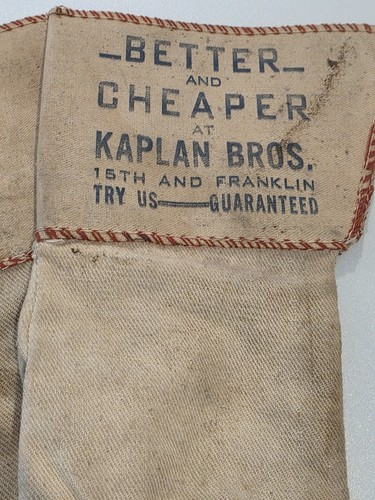 —BETTER—
AND
CHEAPER
AT
KAPLAN BROS.
15TH AND FRANKLIN
TRY US——GUARANTEED